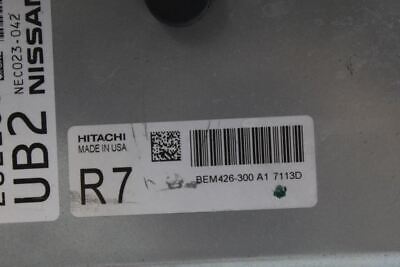 NISSAN
NEC023-042
UB2
HITACHI
MADE IN USA
R7
BEM426-300 A1 7113D